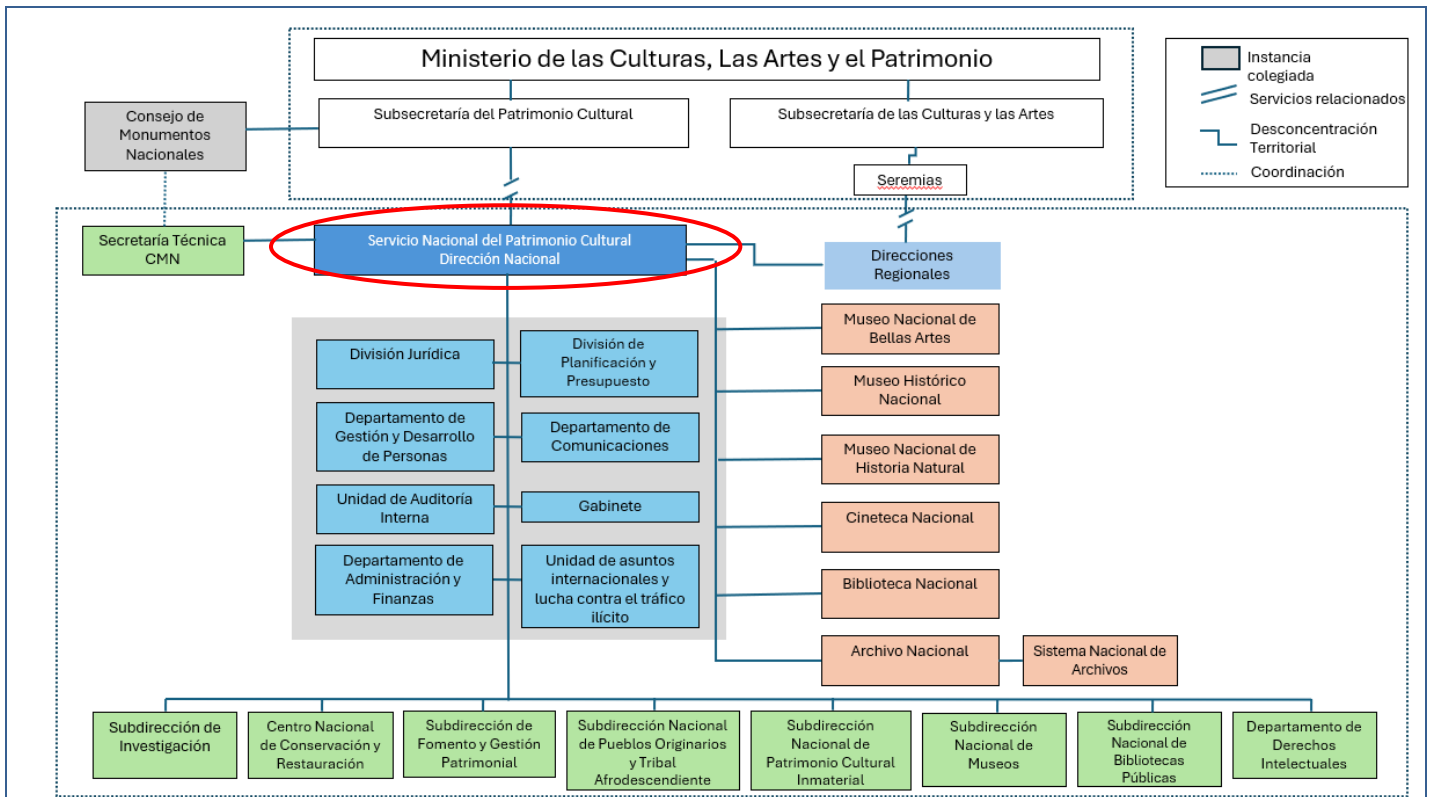 Ministerio de las Culturas, Las Artes y el Patrimonio
Instancia
colegiada
Servicios relacionados
Desconcentración
Territorial
Coordinación
Consejo de
Monumentos
Nacionales
Subsecretaría del Patrimonio Cultural
Subsecretaría de las Culturas y las Artes
Seremias
Secretaría Técnica
CMN
Servicio Nacional del Patrimonio Cultural
Dirección Nacional
Direcciones
Regionales
División Jurídica
División de
Planificación y
Presupuesto
Departamento de
Gestión y Desarrollo
de Personas
Departamento de
Comunicaciones
Unidad de Auditoría
Interna
Gabinete
Departamento de
Administración y
Finanzas
Unidad de asuntos
internacionales y
lucha contra el tráfico
ilícito
Museo Nacional de
Bellas Artes
Museo Histórico
Nacional
Museo Nacional de
Historia Natural
Cineteca Nacional
Biblioteca Nacional
Archivo Nacional
Sistema Nacional de
Archivos
Subdirección de
Investigación
Centro Nacional
de Conservación y
Restauración
Subdirección de
Fomento y Gestión
Patrimonial
Subdirección Nacional
de Pueblos Originarios
y Tribal
Afrodescendiente
Subdirección
Nacional de
Patrimonio Cultural
Inmaterial
Subdirección
Nacional de
Museos
Subdirección
Nacional de
Bibliotecas
Públicas
Departamento de
Derechos
Intelectuales